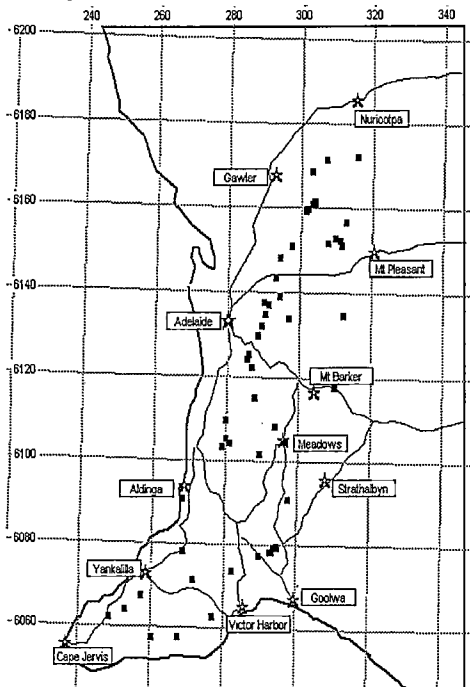 240 260 280 300 320 340
6200
6180
Nuriootpa
Gawler
6160
Mt Pleasant
6140
Adelaide
6120
Mt Barker
Meadows
6100
Aldinga
Strathalbyn
6080
Yankalilla
Goolwa
6060
Victor Harbor
Cape Jervis